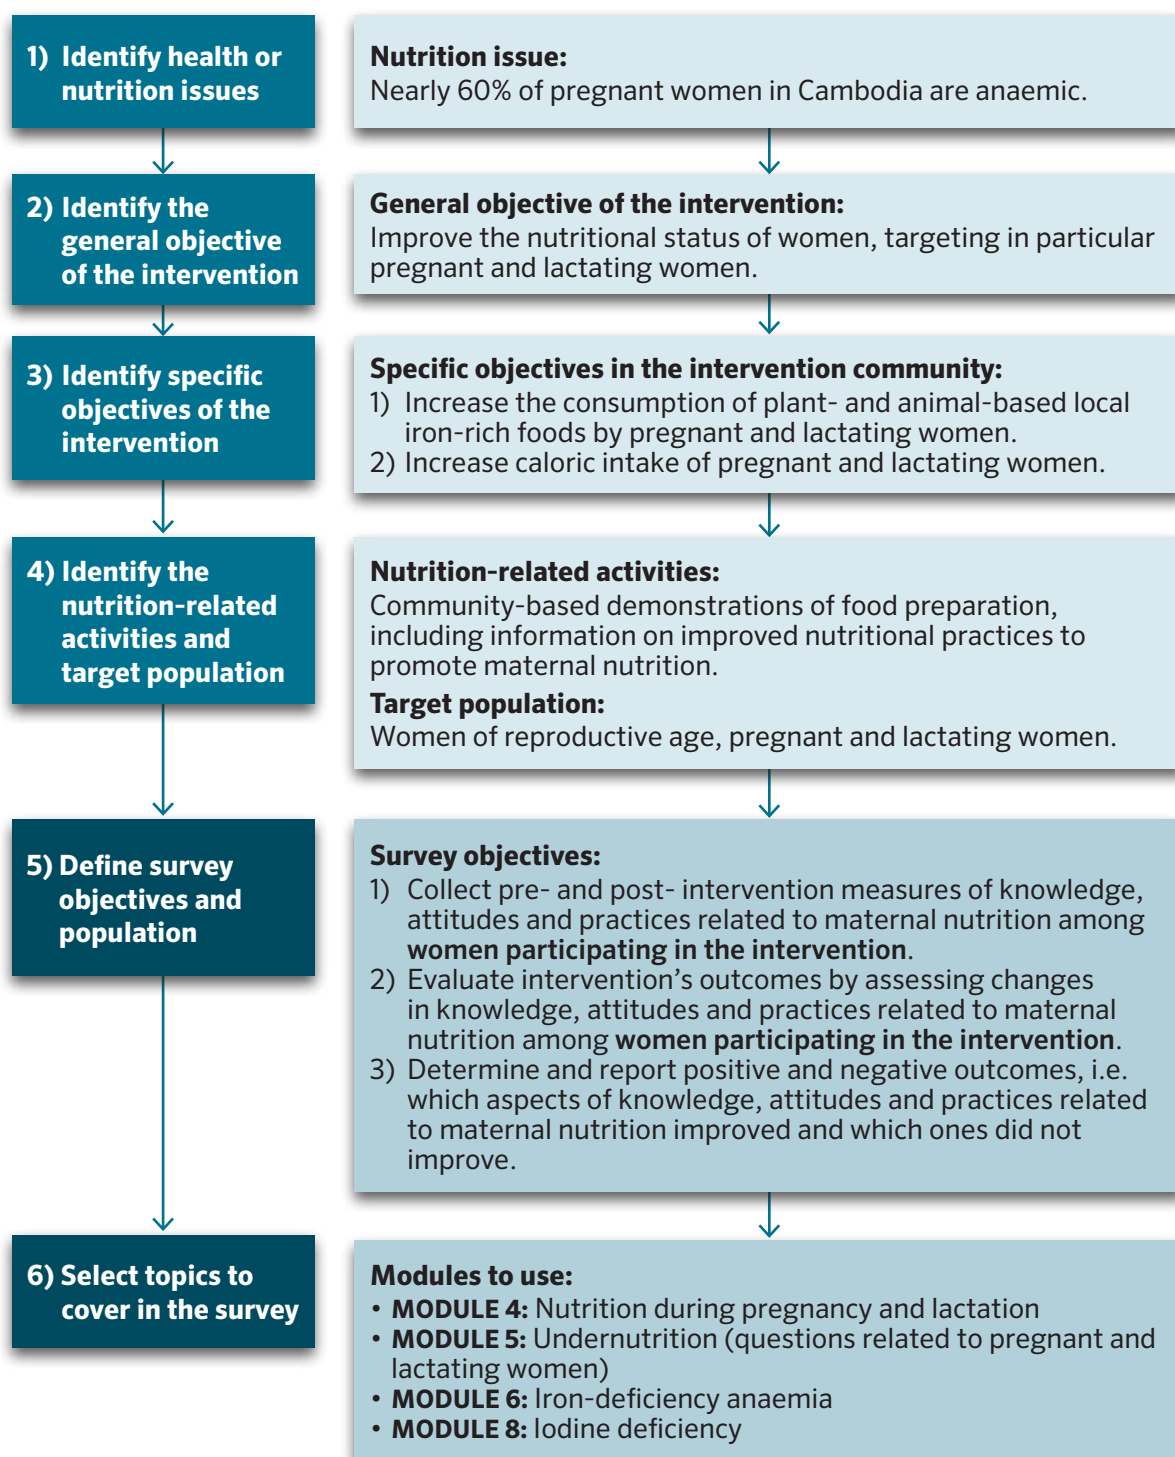 1) Identify health or
nutrition issues
Nutrition issue:
Nearly 60% of pregnant women in Cambodia are anaemic.
2) Identify the
general objective
of the intervention
General objective of the intervention:
Improve the nutritional status of women, targeting in particular
pregnant and lactating women.
3) Identify specific
objectives of the
intervention
Specific objectives in the intervention community:
1) Increase the consumption of plant- and animal-based local
iron-rich foods by pregnant and lactating women.
2) Increase caloric intake of pregnant and lactating women.
4) Identify the
nutrition-related
activities and
target population
Nutrition-related activities:
Community-based demonstrations of food preparation,
including information on improved nutritional practices to
promote maternal nutrition.
Target population:
Women of reproductive age, pregnant and lactating women.
5) Define survey
objectives and
population
Survey objectives:
1) Collect pre- and post- intervention measures of knowledge,
attitudes and practices related to maternal nutrition among
women participating in the intervention.
2) Evaluate intervention's outcomes by assessing changes
in knowledge, attitudes and practices related to maternal
nutrition among women participating in the intervention.
3) Determine and report positive and negative outcomes, i.e.
which aspects of knowledge, attitudes and practices related
to maternal nutrition improved and which ones did not
improve.
6) Select topics to
cover in the survey
Modules to use:
• MODULE 4: Nutrition during pregnancy and lactation
• MODULE 5: Undernutrition (questions related to pregnant and
lactating women)
• MODULE 6: Iron-deficiency anaemia
• MODULE 8: Iodine deficiency